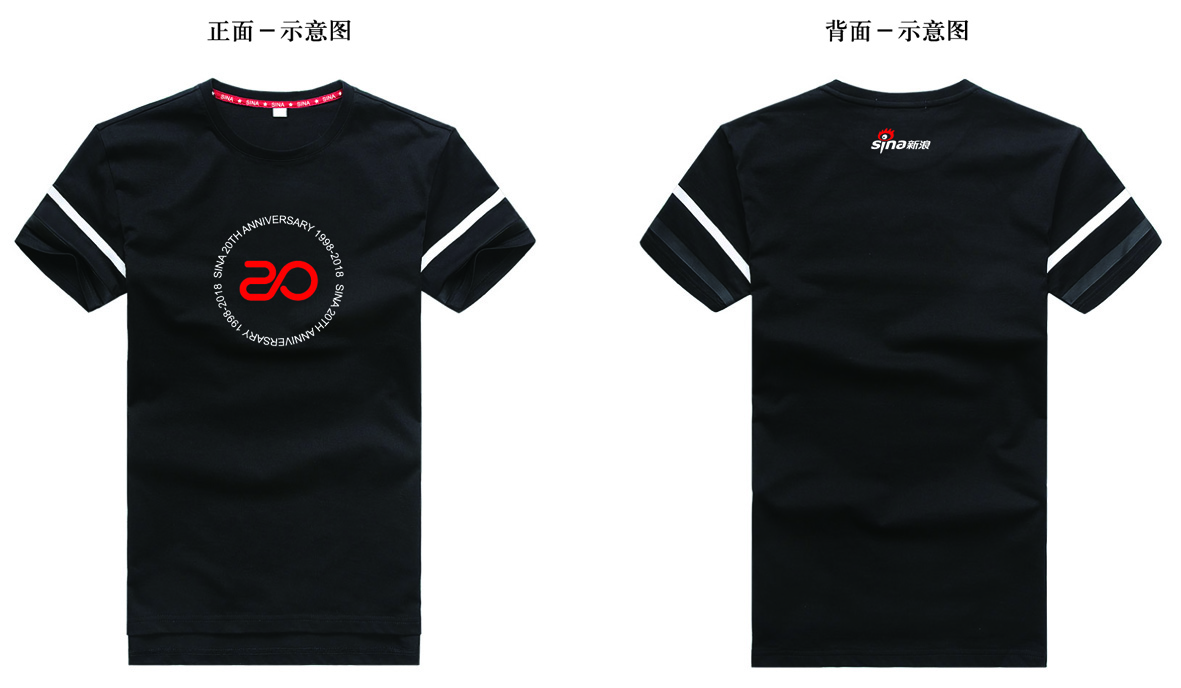 正面－示意图
背面－示意图
SINA ★ SINA ★ SINA ★ SINA ★ SINA
SINA 20TH ANNIVERSARY 1998-2018
SINA 20TH ANNIVERSARY 1998-2018
20
sina新浪